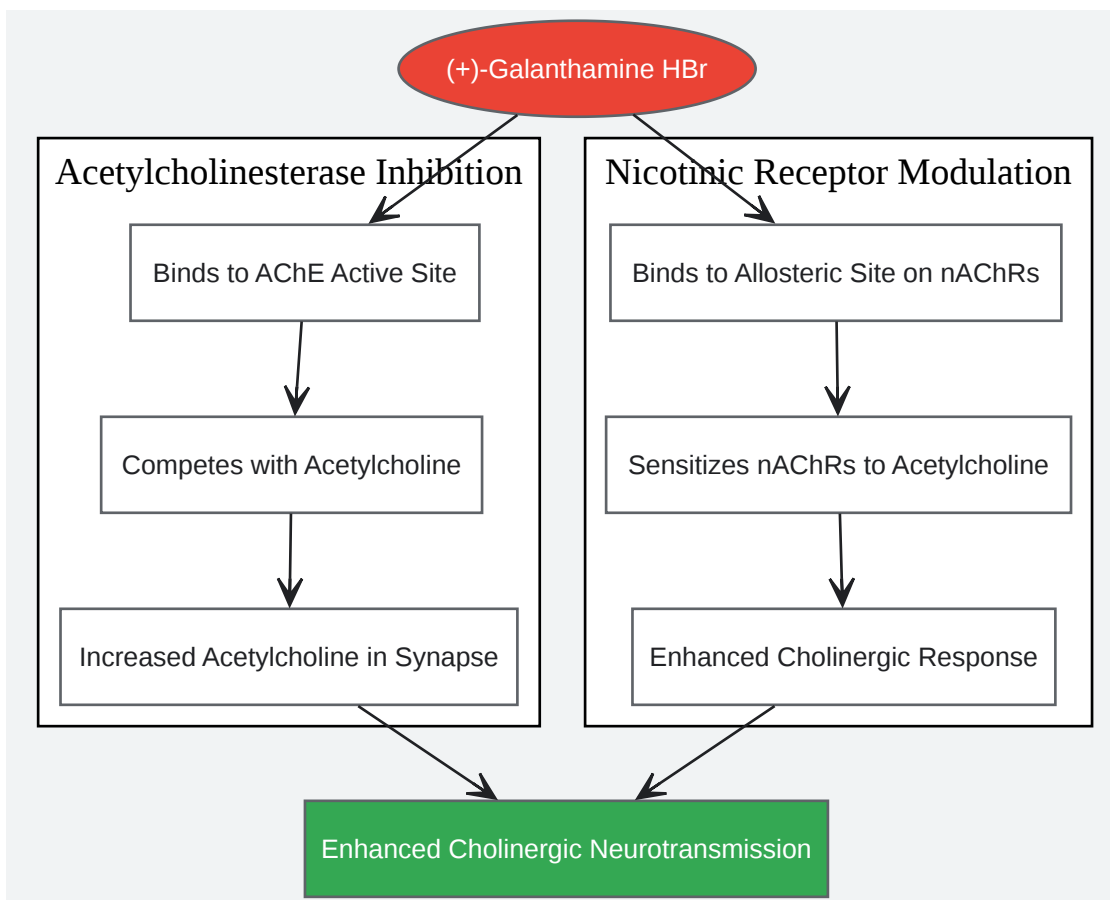 (+)-Galanthamine HBr
Acetylcholinesterase Inhibition
Binds to AChE Active Site
Competes with Acetylcholine
Increased Acetylcholine in Synapse
Nicotinic Receptor Modulation
Binds to Allosteric Site on nAChRs
Sensitizes nAChRs to Acetylcholine
Enhanced Cholinergic Response
Enhanced Cholinergic Neurotransmission